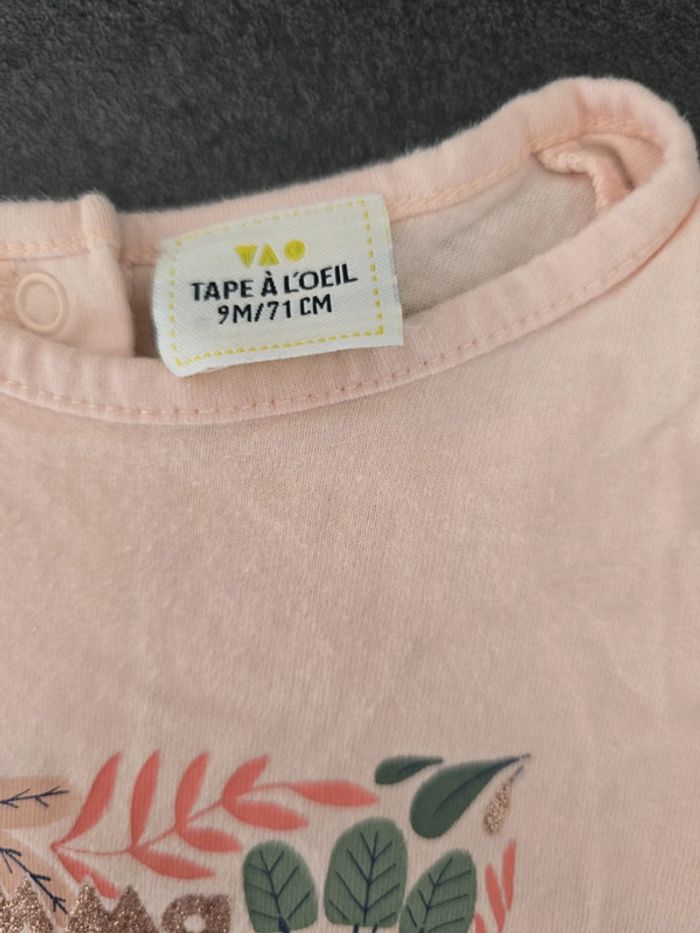 TAO
TAPE À L'OEIL
9M/71 CM